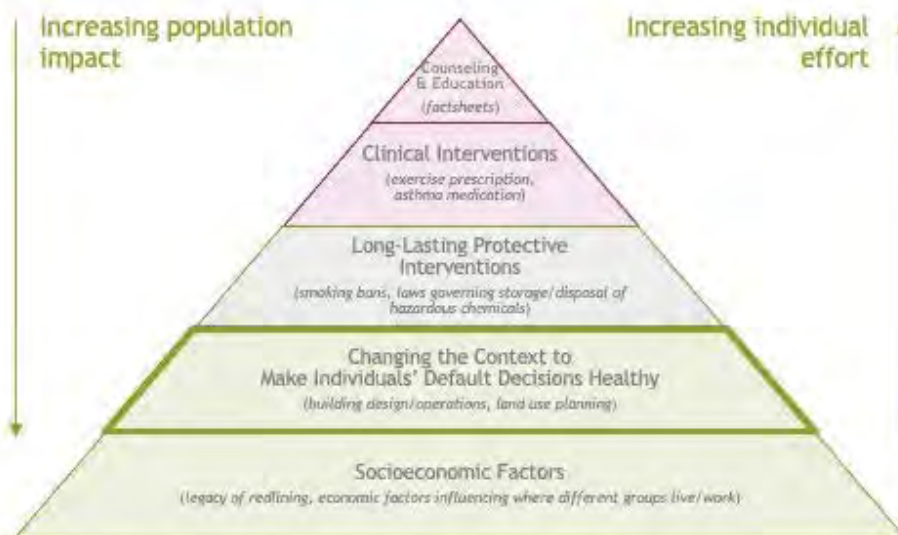 Increasing population
impact
Increasing individual
effort
Counseling
& Education
(factsheets)
Clinical Interventions
(exercise prescription,
asthma medication)
Long-Lasting Protective
Interventions
(smoking bans, laws governing storage/disposal of
hazardous chemicals)
Changing the Context to
Make Individuals' Default Decisions Healthy
(building design/operations, land use planning)
Socioeconomic Factors
(legacy of redlining, economic factors influencing where different groups live/work)